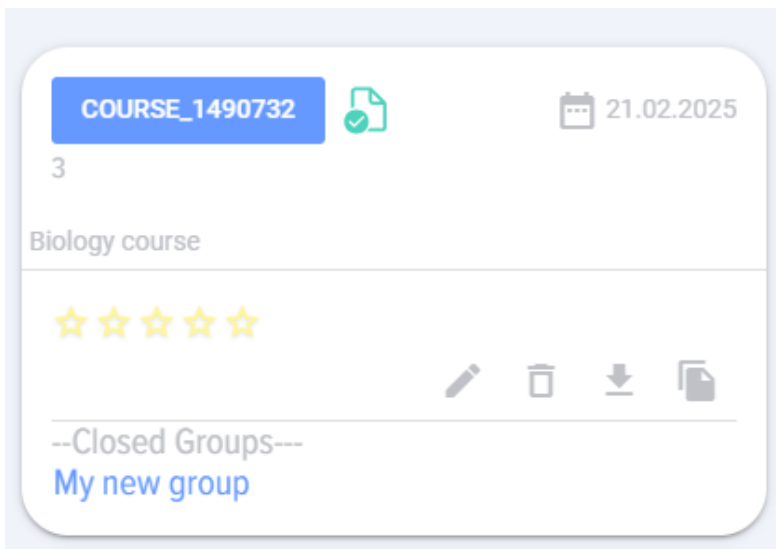 COURSE_1490732
21.02.2025
3
Biology course
--Closed Groups---
My new group